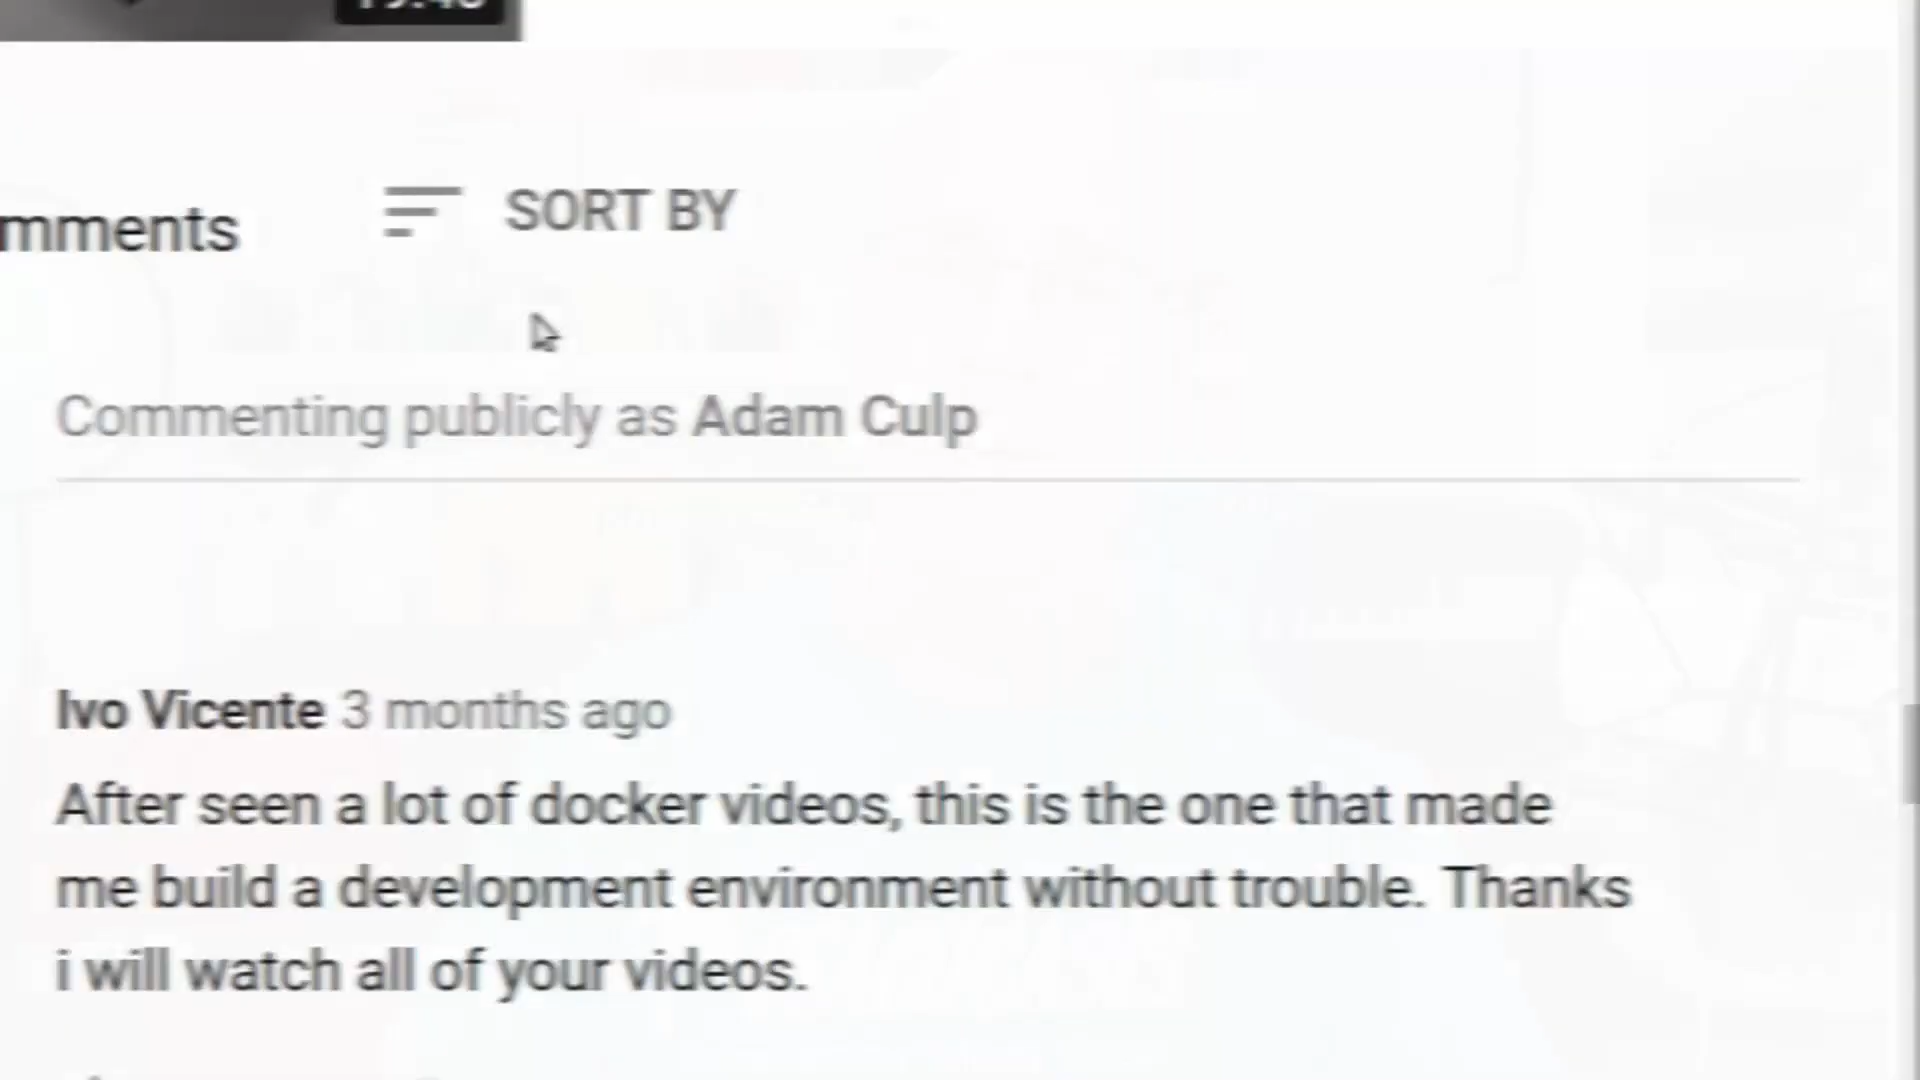 mments
SORT BY
Commenting publicly as Adam Culp
Ivo Vicente 3 months ago
After seen a lot of docker videos, this is the one that made
me build a development environment without trouble. Thanks
i will watch all of your videos.